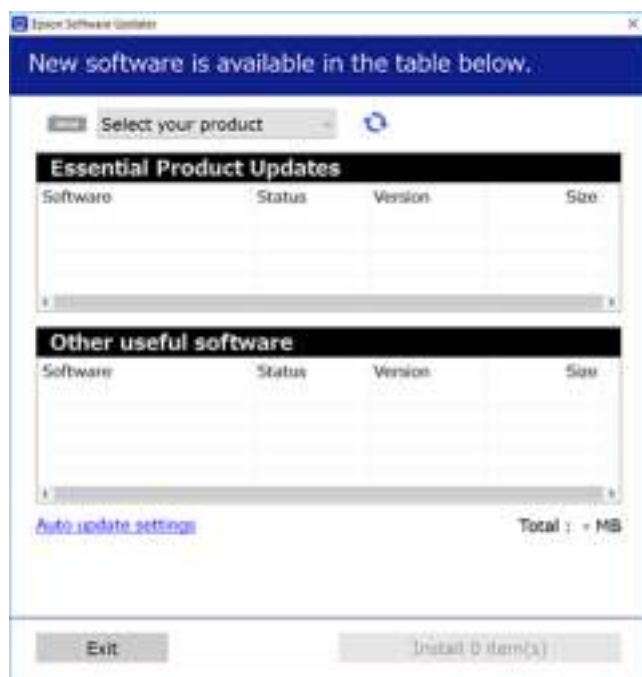 Epson Software Updater
New software is available in the table below.
Select your product
Essential Product Updates
Software Status Version Size
Other useful software
Software Status Version Size
Auto update settings
Total : - MB
Exit
Install 0 item(s)